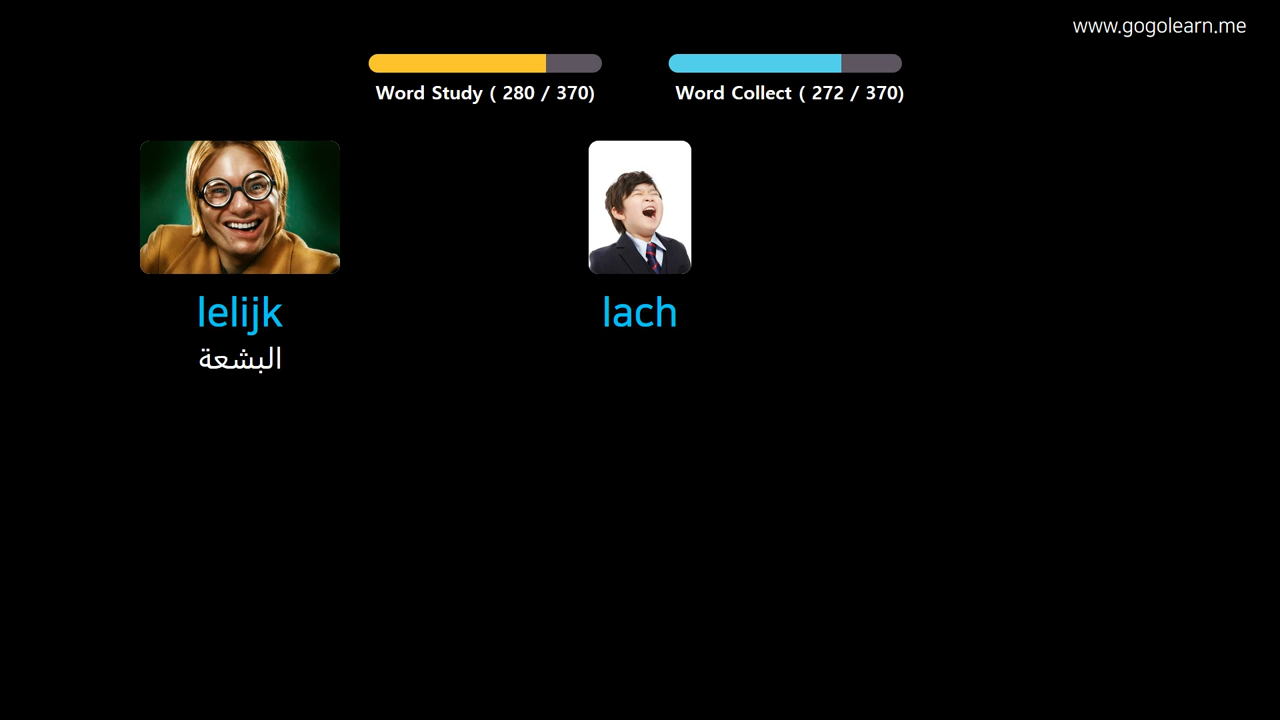 www.gogolearn.me
Word Study ( 280 / 370)
Word Collect ( 272 / 370)
lelijk
البشعة
lach